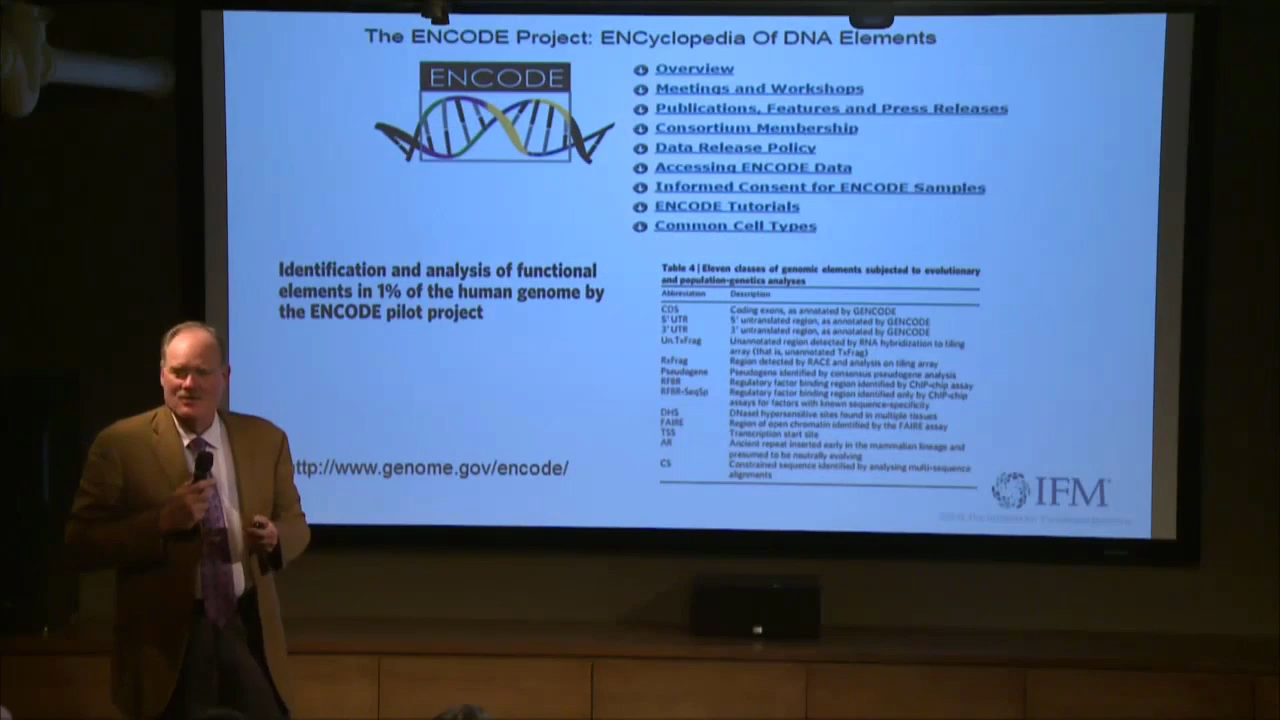 The ENCODE Project: ENCyclopedia Of DNA Elements
ENCODE
Overview
Meetings and Workshops
Publications, Features and Press Releases
Consortium Membership
Data Release Policy
Accessing ENCODE Data
Informed Consent for ENCODE Samples
ENCODE Tutorials
Common Cell Types
Identification and analysis of functional
elements in 1% of the human genome by
the ENCODE pilot project
http://www.genome.gov/encode/
Table 4 | Eleven classes of genomic elements subjected to evolutionary
and population-genetics analyses
Abbreviation Description
CDS Coding exons, as annotated by GENCODE
5' UTR 5' untranslated region, as annotated by GENCODE
3' UTR 3' untranslated region, as annotated by GENCODE
Un.TxFrag Unannotated region detected by RNA hybridization to tiling
array (that is, unannotated TxFrag)
RxFrag Region detected by RACE and analysis on tiling array
Pseudogene Pseudogene identified by consensus pseudogene analysis
RFBR Regulatory factor binding region identified by ChIP-chip assay
RFBR-SeqSp Regulatory factor binding region identified only by ChIP-chip
assays for factors with known sequence-specificity
DHS DNaseI hypersensitive sites found in multiple tissues
FAIRE Region of open chromatin identified by the FAIRE assay
TSS Transcription start site
AR Ancient repeat inserted early in the mammalian lineage and
presumed to be neutrally evolving
CS Constrained sequence identified by analysing multi-sequence
alignments
IFM